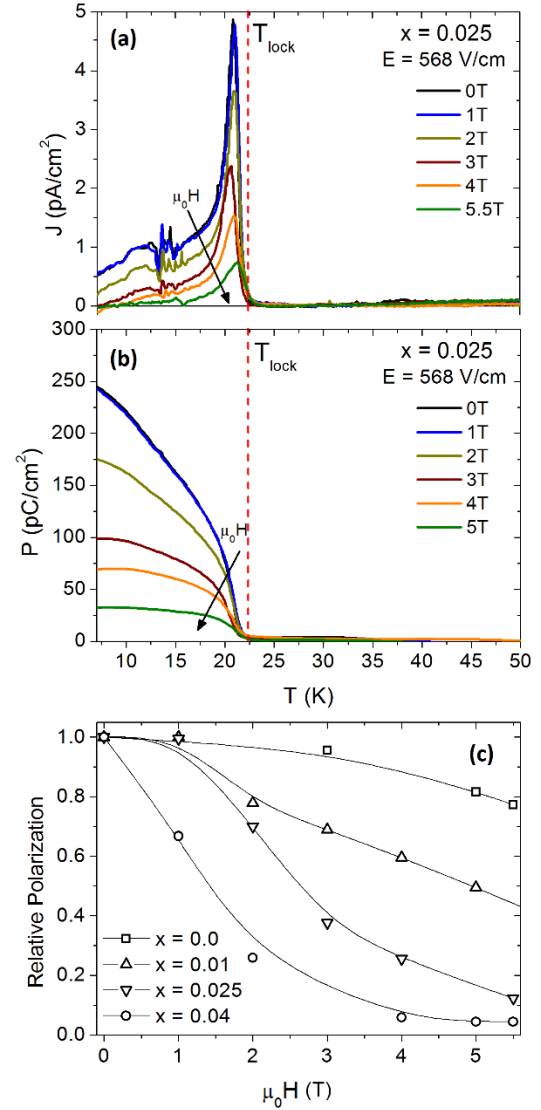 (a)
T_lock
x = 0.025
E = 568 V/cm
0T
1T
2T
3T
4T
5.5T
μ₀H
J (pA/cm²)
5
4
3
2
1
0
(b)
T_lock
x = 0.025
E = 568 V/cm
0T
1T
2T
3T
4T
5T
μ₀H
P (pC/cm²)
300
250
200
150
100
50
0
10 15 20 25 30 35 40 45 50
T (K)
(c)
Relative Polarization
1.0
0.8
0.6
0.4
0.2
0.0
x = 0.0
x = 0.01
x = 0.025
x = 0.04
0 1 2 3 4 5
μ₀H (T)